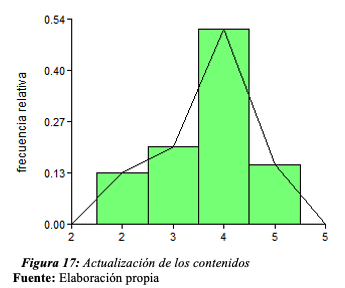 0.54
0.40
0.27
0.13
0.00
frecuencia relativa
2 2 3 4 5 5
Figura 17: Actualización de los contenidos
Fuente: Elaboración propia